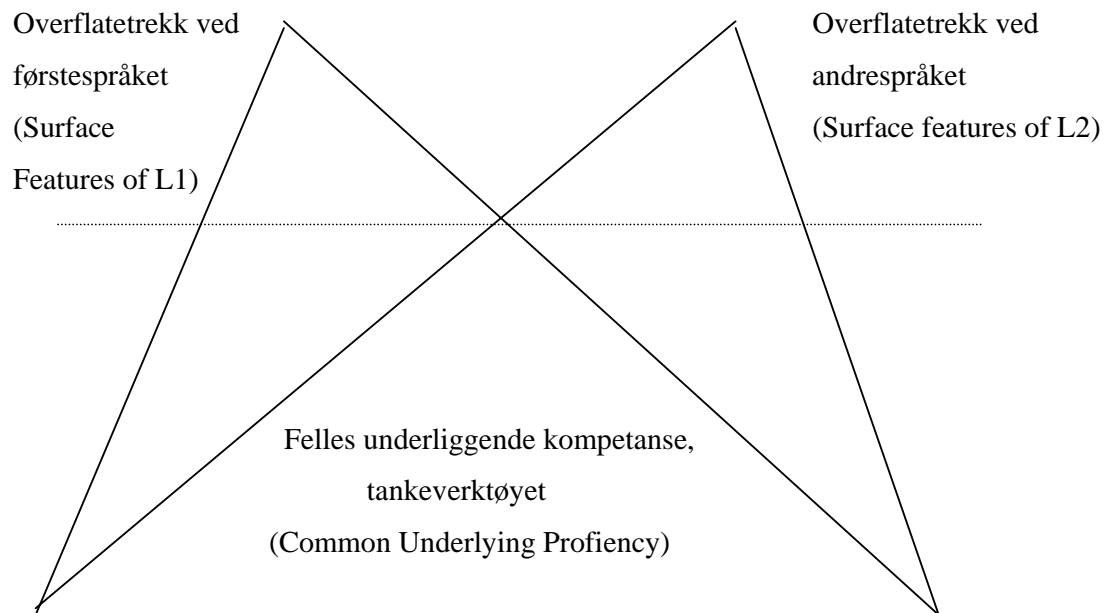 Overflatetrekk ved
førstespråket
(Surface
Features of L1)
Overflatetrekk ved
andrespråket
(Surface features of L2)
Felles underliggende kompetanse,
tankeverktøyet
(Common Underlying Profiency)